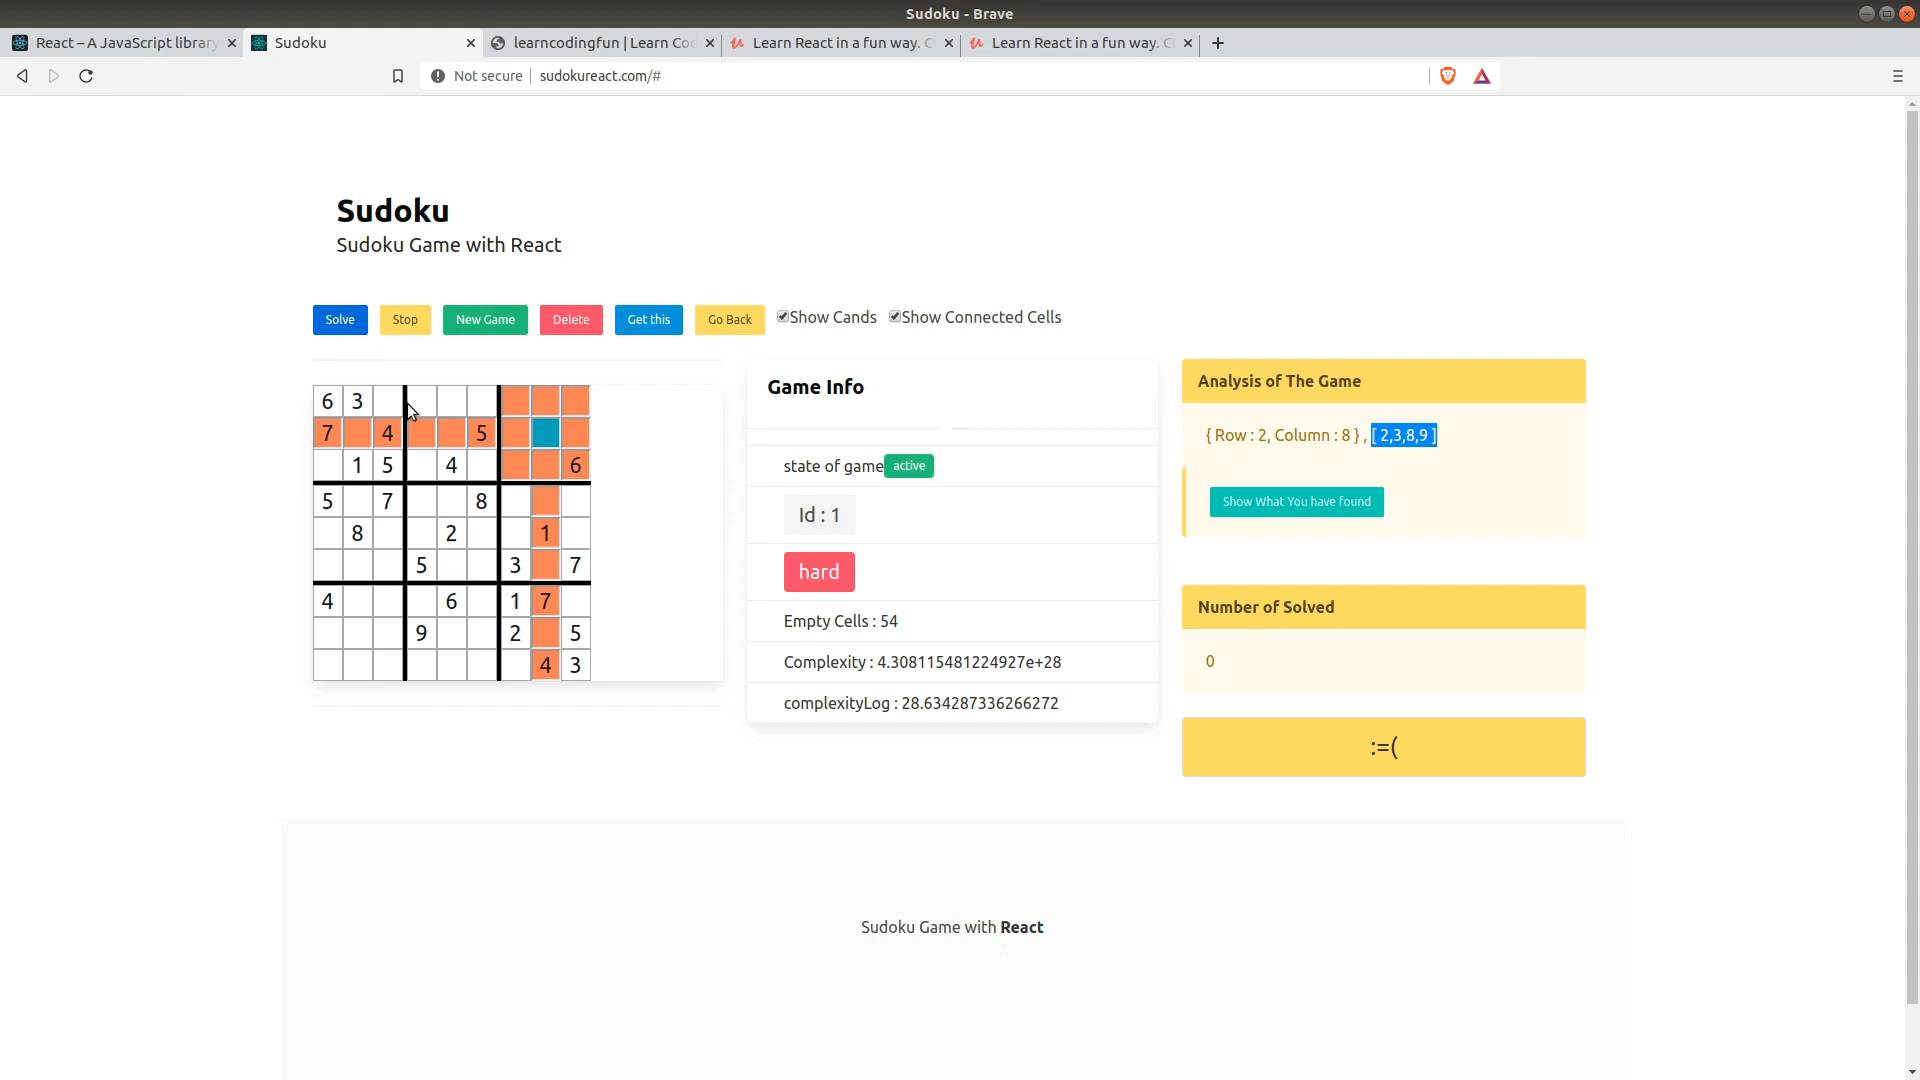 Sudoku - Brave
React – A JavaScript library
Sudoku
learncodingfun | Learn Coc
Learn React in a fun way. C
Learn React in a fun way. C
Not secure
sudokureact.com/#
Sudoku
Sudoku Game with React
Solve
Stop
New Game
Delete
Get this
Go Back
Show Cands
Show Connected Cells
6 3
7 4 5
1 5 4 6
5 7 8
8 2 1
5 3 7
4 6 1 7
9 2 5
4 3
Game Info
state of game active
Id : 1
hard
Empty Cells : 54
Complexity : 4.308115481224927e+28
complexityLog : 28.634287336266272
Analysis of The Game
{ Row : 2, Column : 8 } , [ 2,3,8,9 ]
Show What You have found
Number of Solved
0
:=(
Sudoku Game with React